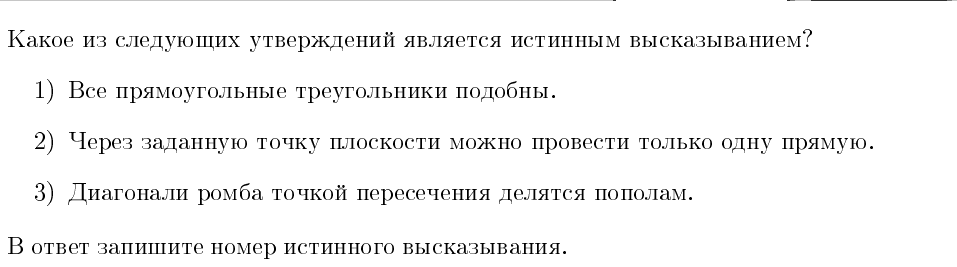 Какое из следующих утверждений является истинным высказыванием?
1) Все прямоугольные треугольники подобны.
2) Через заданную точку плоскости можно провести только одну прямую.
3) Диагонали ромба точкой пересечения делятся пополам.
В ответ запишите номер истинного высказывания.